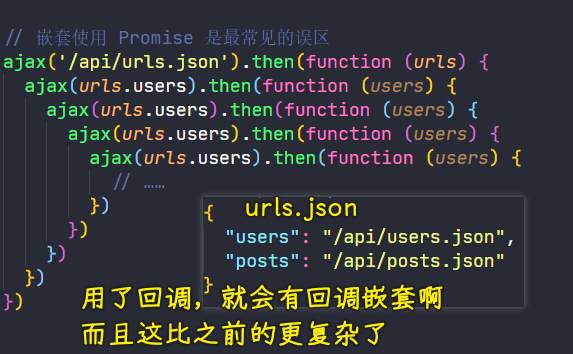 // 嵌套使用 Promise 是最常见的误区
ajax('/api/urls.json').then(function (urls) {
  ajax(urls.users).then(function (users) {
    ajax(urls.users).then(function (users) {
      ajax(urls.users).then(function (users) {
        ajax(urls.users).then(function (users) {
          // ……
        })
      })
    })
  })
})
urls.json
{
  "users": "/api/users.json",
  "posts": "/api/posts.json"
}
用了回调，就会有回调嵌套啊
而且这比之前的更复杂了